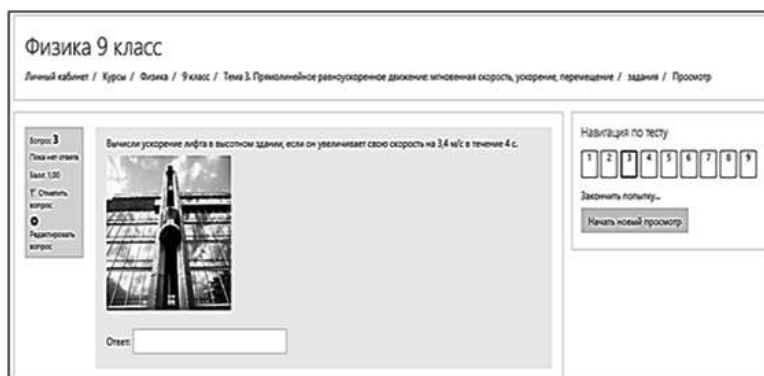 Физика 9 класс
Личный кабинет / Курсы / Физика / 9 класс / Тема 3. Прямолинейное равноускоренное движение: мгновенная скорость, ускорение, перемещение / задания / Просмотр
Вопрос 3
Пока нет ответа
Балл: 1,00
Отметить
вопрос
Редактировать
вопрос
Вычисли ускорение лифта в высотном здании, если он увеличивает свою скорость на 3,4 м/с в течение 4 с.
Ответ:
Навигация по тесту
1 2 3 4 5 6 7 8 9
Закончить попытку...
Начать новый просмотр